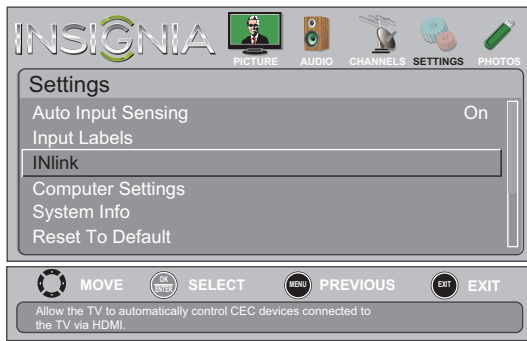 INSIGNIA
PICTURE AUDIO CHANNELS SETTINGS PHOTOS
Settings
Auto Input Sensing On
Input Labels
INlink
Computer Settings
System Info
Reset To Default
MOVE OK ENTER SELECT MENU PREVIOUS EXIT EXIT
Allow the TV to automatically control CEC devices connected to
the TV via HDMI.